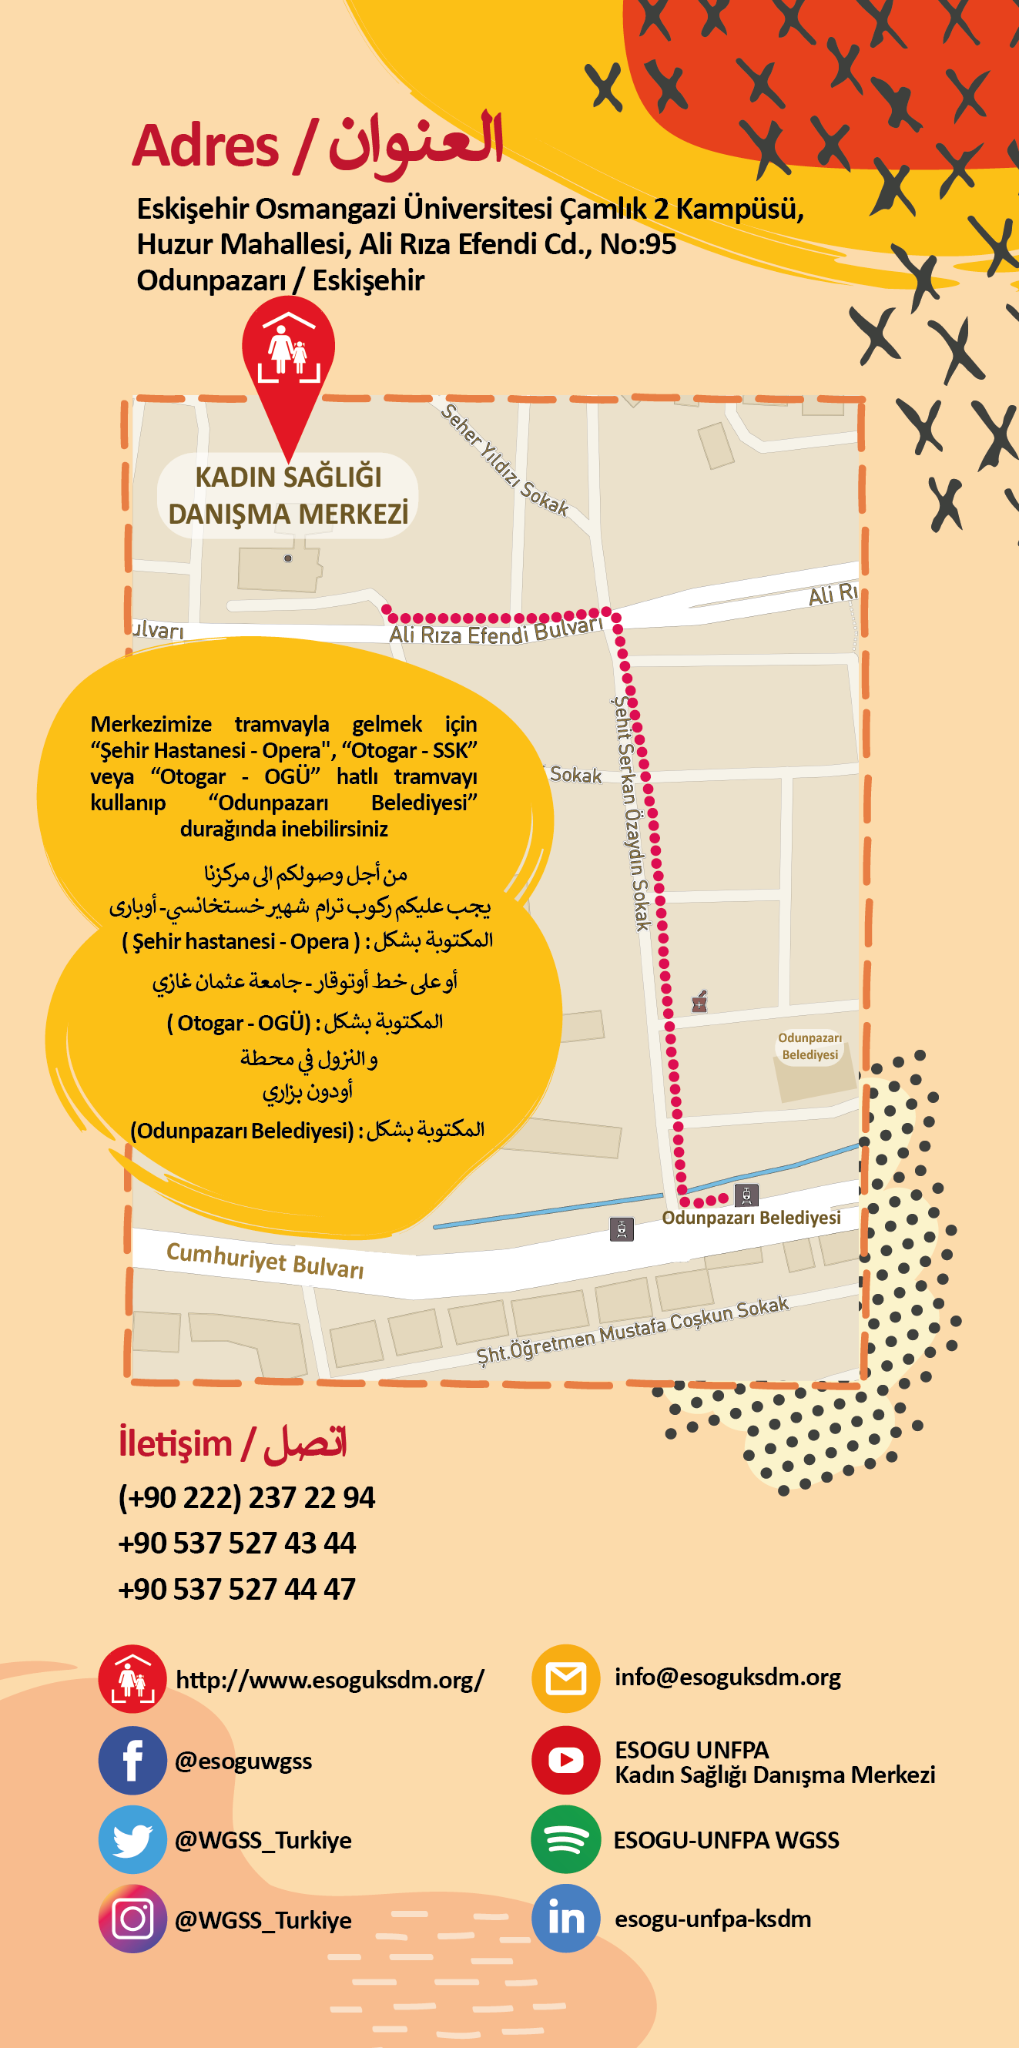 Adres / العنوان
Eskişehir Osmangazi Üniversitesi Çamlık 2 Kampüsü,
Huzur Mahallesi, Ali Rıza Efendi Cd., No:95
Odunpazarı / Eskişehir
KADIN SAĞLIĞI
DANIŞMA MERKEZİ
Seher Yıldızı Sokak
Ali Rı
ulvarı
Ali Rıza Efendi Bulvarı
Şehit Serkan Özaydın Sokak
Sokak
Merkezimize tramvayla gelmek için
“Şehir Hastanesi - Opera", “Otogar - SSK”
veya “Otogar - OGÜ” hatlı tramvayı
kullanıp “Odunpazarı Belediyesi”
durağında inebilirsiniz
من أجل وصولكم الى مركزنا
يجب عليكم ركوب ترام شهير خستخانسي- أوبارى
المكتوبة بشكل : ( Şehir hastanesi - Opera )
أو على خط أوتوقار - جامعة عثمان غازي
المكتوبة بشكل : (Otogar - OGÜ )
و النزول في محطة
أودون بزاري
المكتوبة بشكل : (Odunpazarı Belediyesi)
Odunpazarı
Belediyesi
Odunpazarı Belediyesi
Cumhuriyet Bulvarı
Şht.Öğretmen Mustafa Coşkun Sokak
İletişim / اتصل
(+90 222) 237 22 94
+90 537 527 43 44
+90 537 527 44 47
http://www.esoguksdm.org/
info@esoguksdm.org
@esoguwgss
ESOGU UNFPA
Kadın Sağlığı Danışma Merkezi
@WGSS_Turkiye
ESOGU-UNFPA WGSS
@WGSS_Turkiye
esogu-unfpa-ksdm